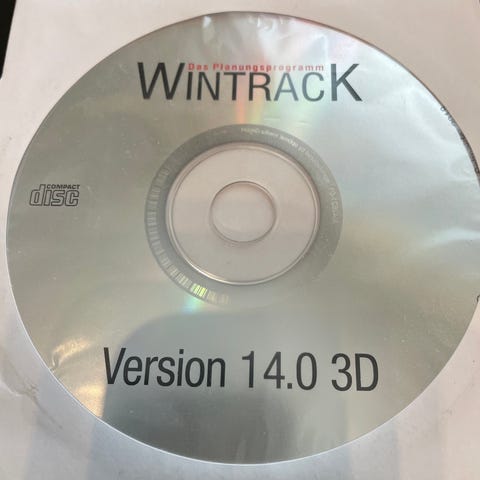 Das Planungsprogramm
WINTRACK
COMPACT
disc
Version 14.0 3D